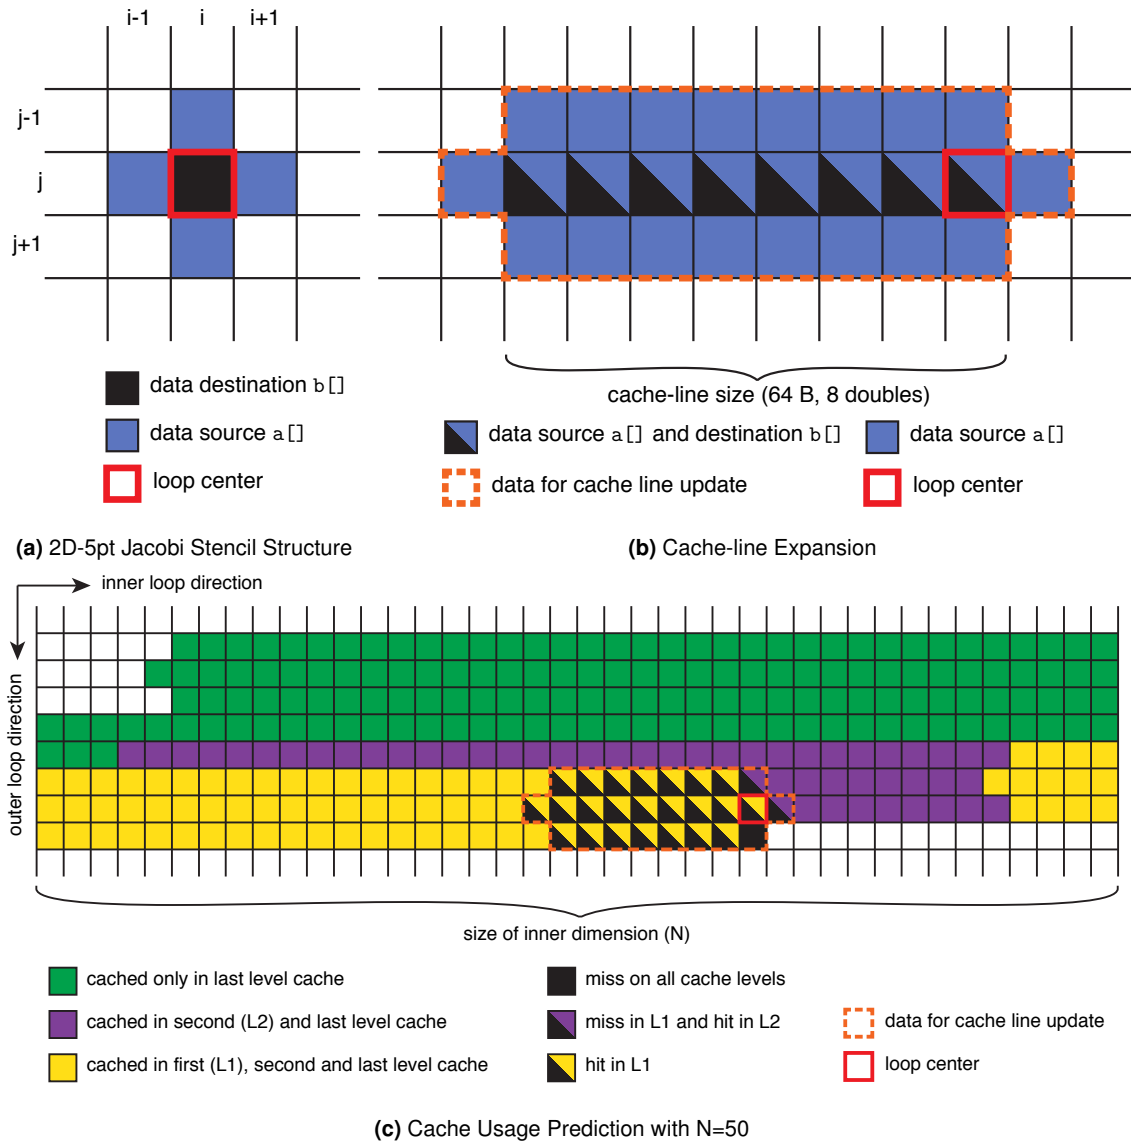 i-1 i i+1
j-1
j
j+1
cache-line size (64 B, 8 doubles)
data destination b[]
data source a[]
loop center
data source a[] and destination b[] data source a[]
data for cache line update loop center
(a) 2D-5pt Jacobi Stencil Structure
(b) Cache-line Expansion
inner loop direction
outer loop direction
size of inner dimension (N)
cached only in last level cache
cached in second (L2) and last level cache
cached in first (L1), second and last level cache
miss on all cache levels
miss in L1 and hit in L2
hit in L1
data for cache line update
loop center
(c) Cache Usage Prediction with N=50